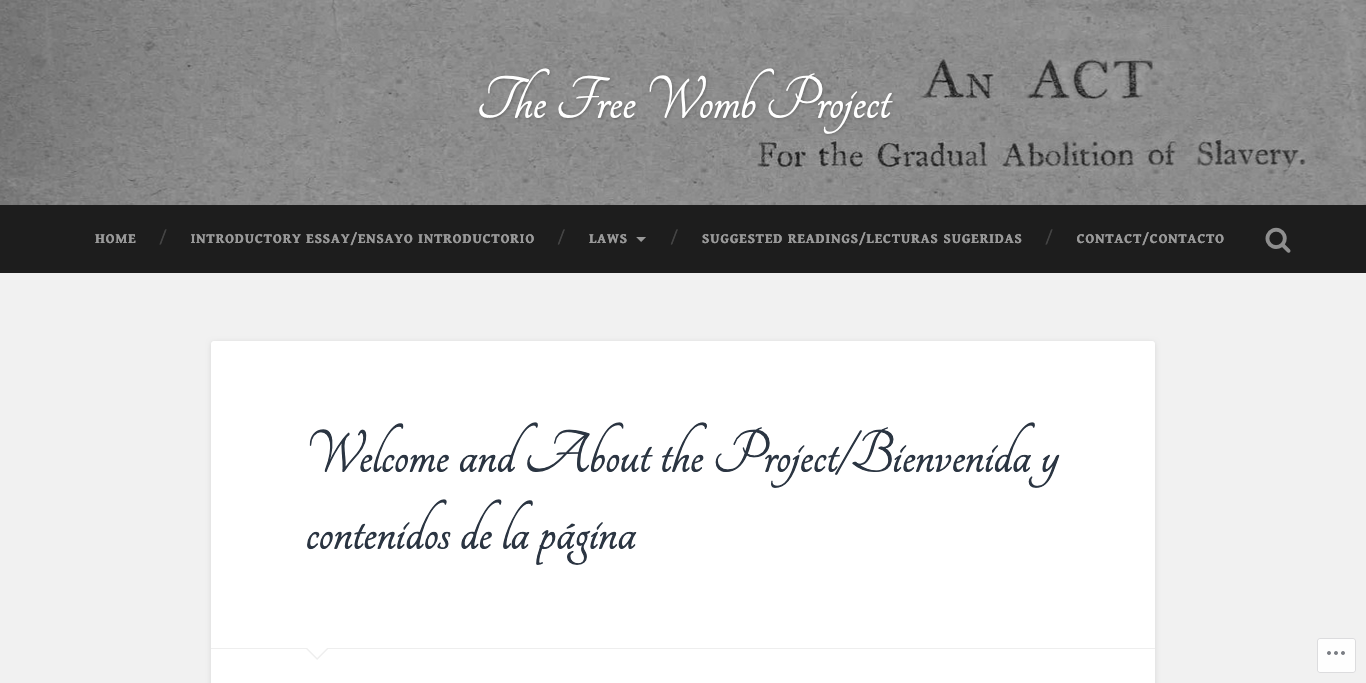 The Free Womb Project
AN ACT
For the Gradual Abolition of Slavery.
HOME / INTRODUCTORY ESSAY/ENSAYO INTRODUCTORIO / LAWS / SUGGESTED READINGS/LECTURAS SUGERIDAS / CONTACT/CONTACTO
Welcome and About the Project/Bienvenida y
contenidos de la página